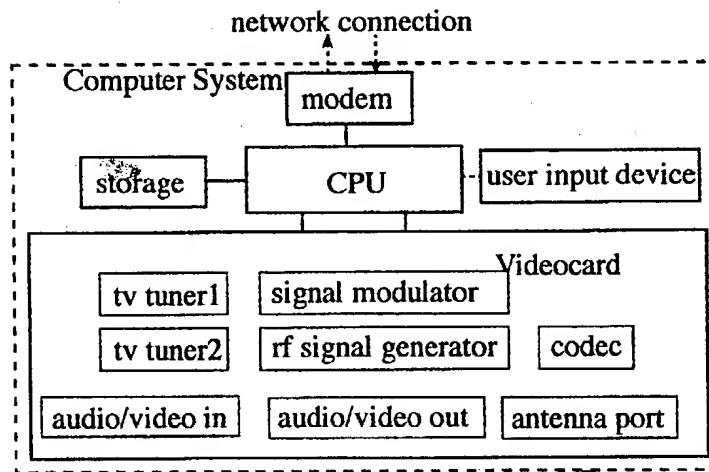 network connection
Computer System
modem
storage
CPU
user input device
Videocard
tv tuner1
signal modulator
tv tuner2
rf signal generator
codec
audio/video in
audio/video out
antenna port